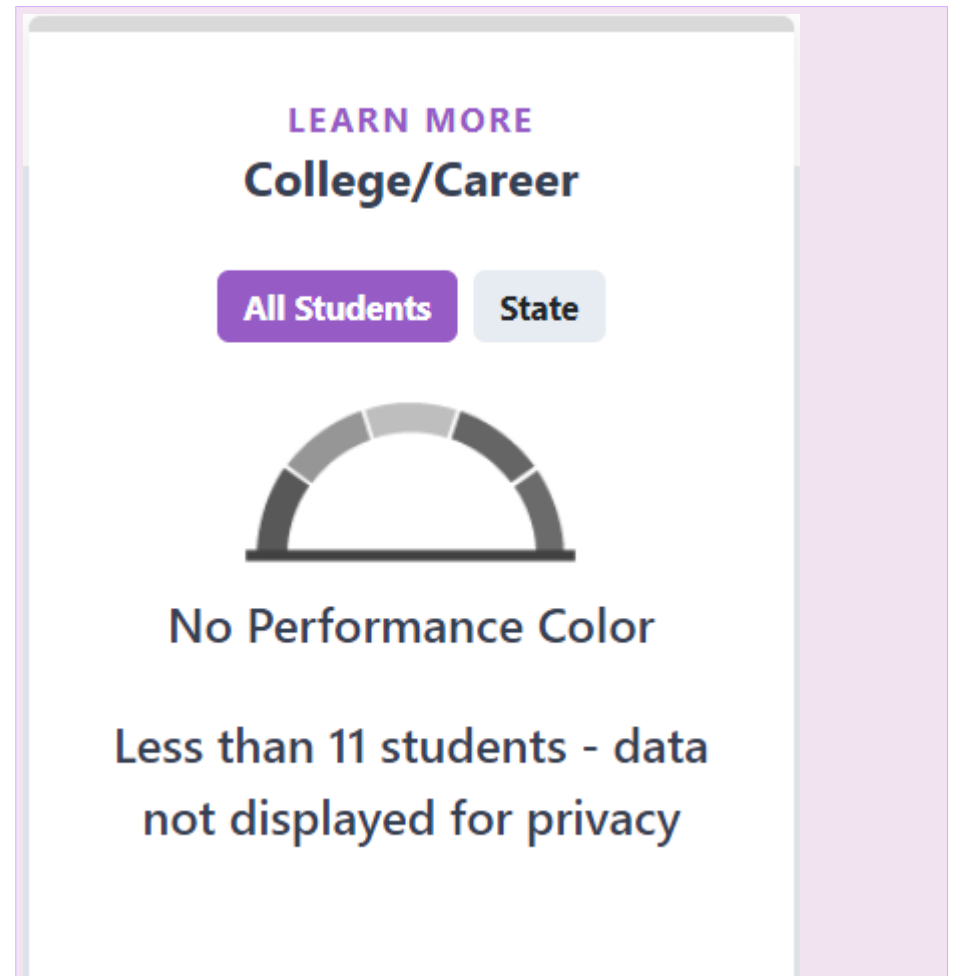 LEARN MORE
College/Career
All Students State
No Performance Color
Less than 11 students - data
not displayed for privacy